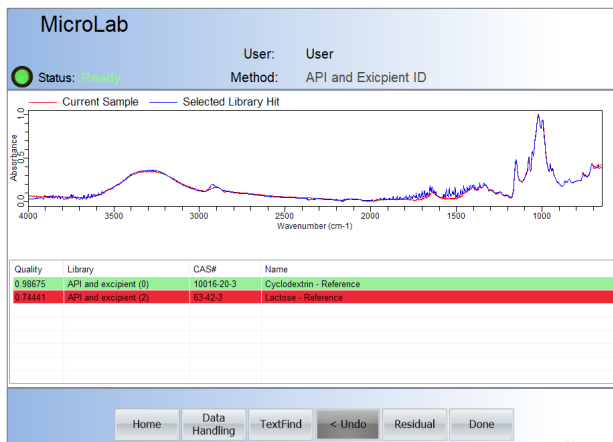 MicroLab
User: User
Status: Ready Method: API and Exicpient ID
Current Sample Selected Library Hit
Absorbance
1.0
0.5
0.0
4000 3500 3000 2500 2000 1500 1000
Wavenumber (cm-1)
Quality Library CAS# Name
0.98675 API and excipient (0) 10016-20-3 Cyclodextrin - Reference
0.74441 API and excipient (2) 63-42-3 Lactose - Reference
Home Data Handling TextFind < Undo Residual Done